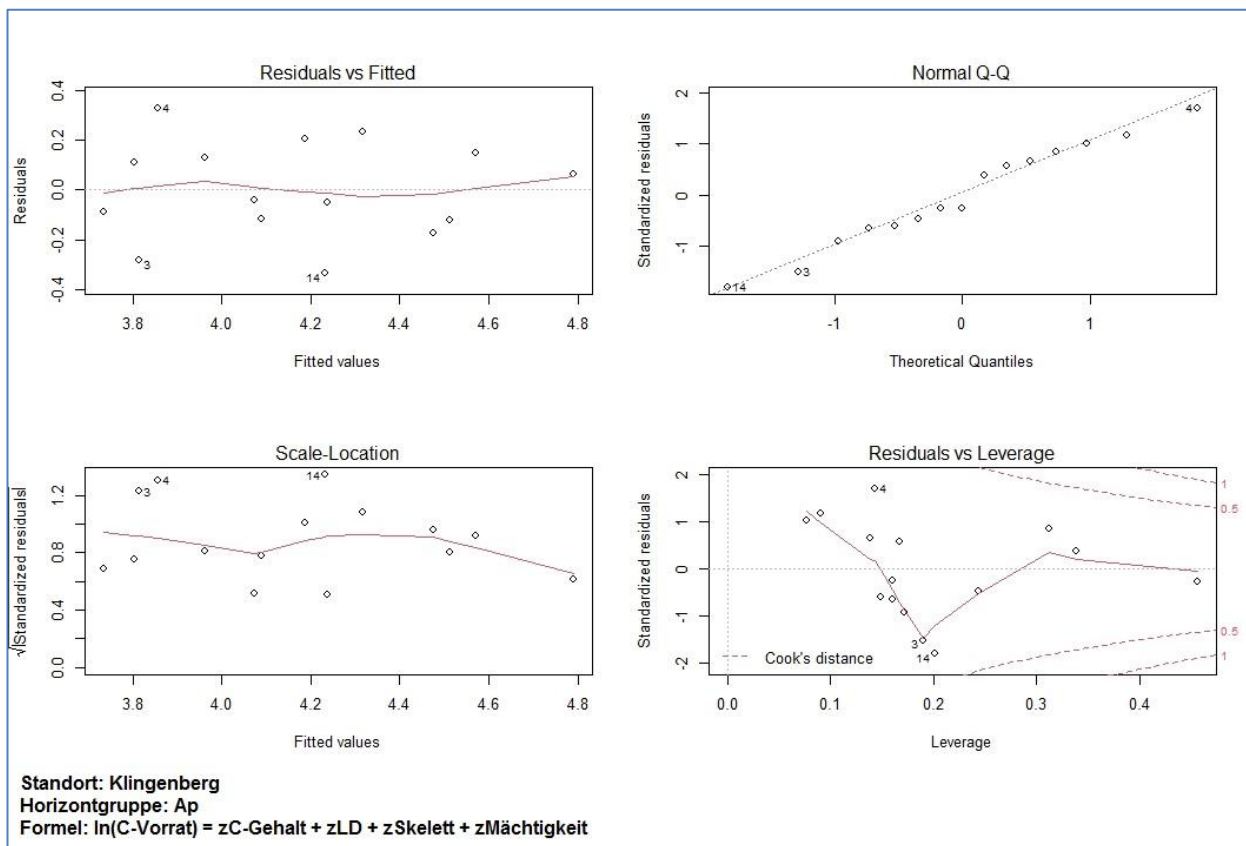 Residuals vs Fitted
Residuals
0.4
0.2
0.0
-0.2
-0.4
4
3
14
3.8 4.0 4.2 4.4 4.6 4.8
Fitted values
Normal Q-Q
Standardized residuals
2
1
0
-1
4
3
14
-1 0 1
Theoretical Quantiles
Scale-Location
√|Standardized residuals|
1.2
0.8
0.4
0.0
3
4
14
3.8 4.0 4.2 4.4 4.6 4.8
Fitted values
Residuals vs Leverage
Standardized residuals
2
1
0
-1
-2
4
3
14
1
0.5
0.5
1
Cook's distance
0.0 0.1 0.2 0.3 0.4
Leverage
Standort: Klingenberg
Horizontgruppe: Ap
Formel: ln(C-Vorrat) = zC-Gehalt + zLD + zSkelett + zMächtigkeit